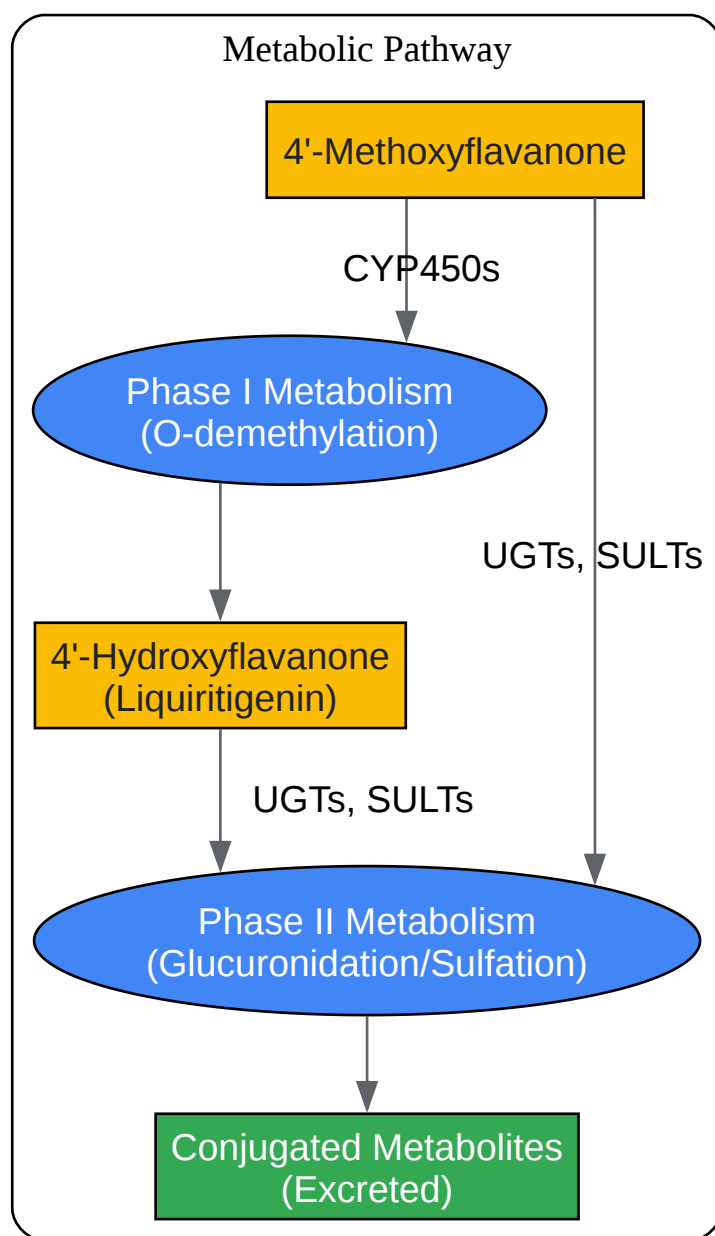 Metabolic Pathway
4'-Methoxyflavanone
CYP450s
Phase I Metabolism
(O-demethylation)
UGTs, SULTs
4'-Hydroxyflavanone
(Liquiritigenin)
UGTs, SULTs
Phase II Metabolism
(Glucuronidation/Sulfation)
Conjugated Metabolites
(Excreted)